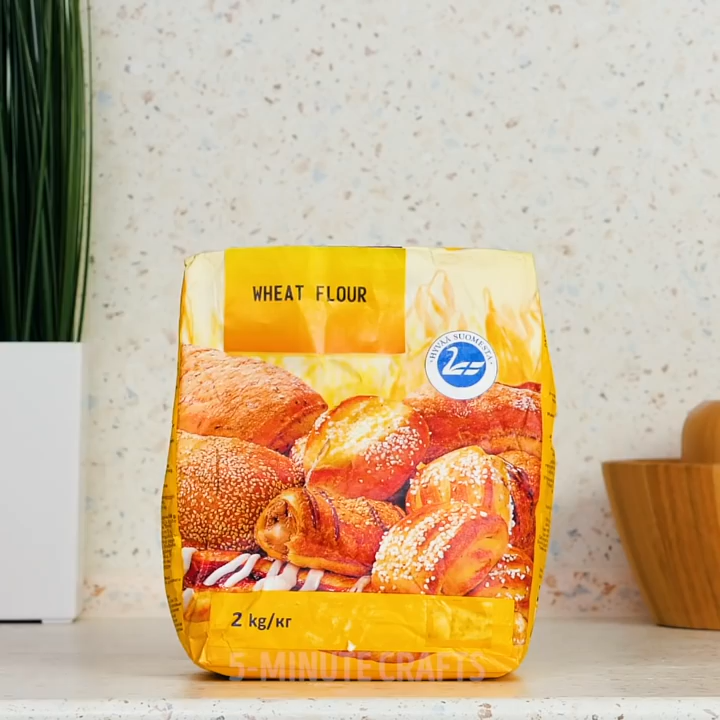 WHEAT FLOUR
HYVÄÄ SUOMESTA
2 kg/кг
5-MINUTE CRAFTS